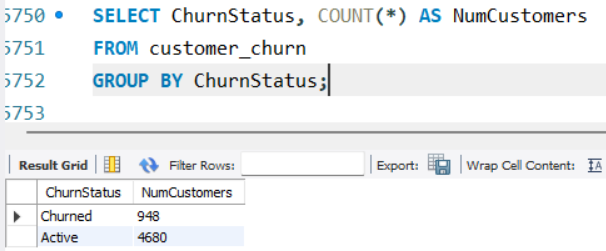 5750 SELECT ChurnStatus, COUNT(*) AS NumCustomers
5751 FROM customer_churn
5752 GROUP BY ChurnStatus;
5753
Result Grid Filter Rows: Export: Wrap Cell Content: IA
ChurnStatus NumCustomers
Churned 948
Active 4680